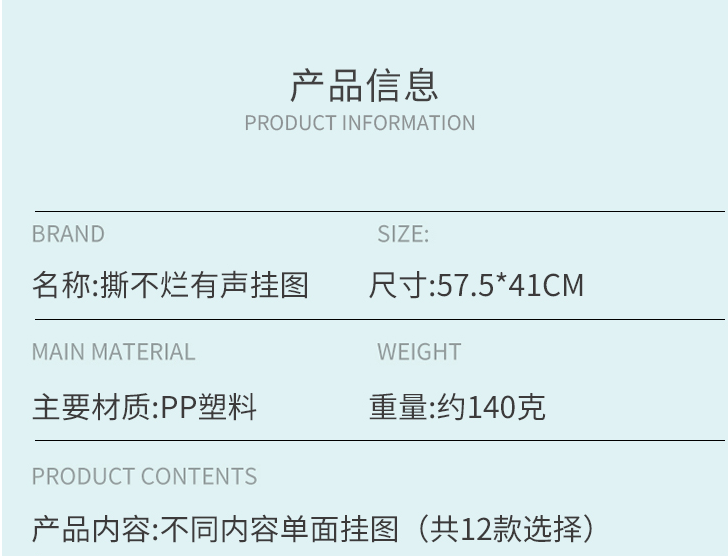 产品信息
PRODUCT INFORMATION
BRAND
SIZE:
名称:撕不烂有声挂图
尺寸:57.5*41CM
MAIN MATERIAL
WEIGHT
主要材质:PP塑料
重量:约140克
PRODUCT CONTENTS
产品内容:不同内容单面挂图（共12款选择）